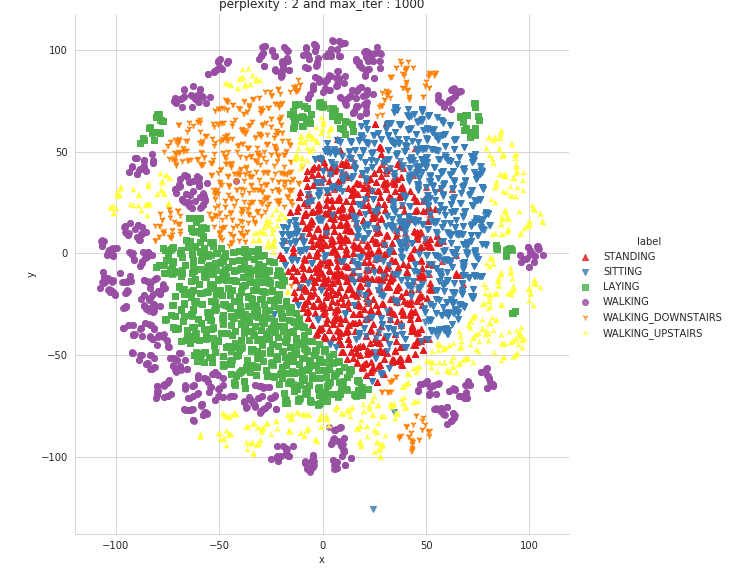 perplexity : 2 and max_iter : 1000
100
50
0
−50
−100
y
−100
−50
0
50
100
x
label
STANDING
SITTING
LAYING
WALKING
WALKING_DOWNSTAIRS
WALKING_UPSTAIRS